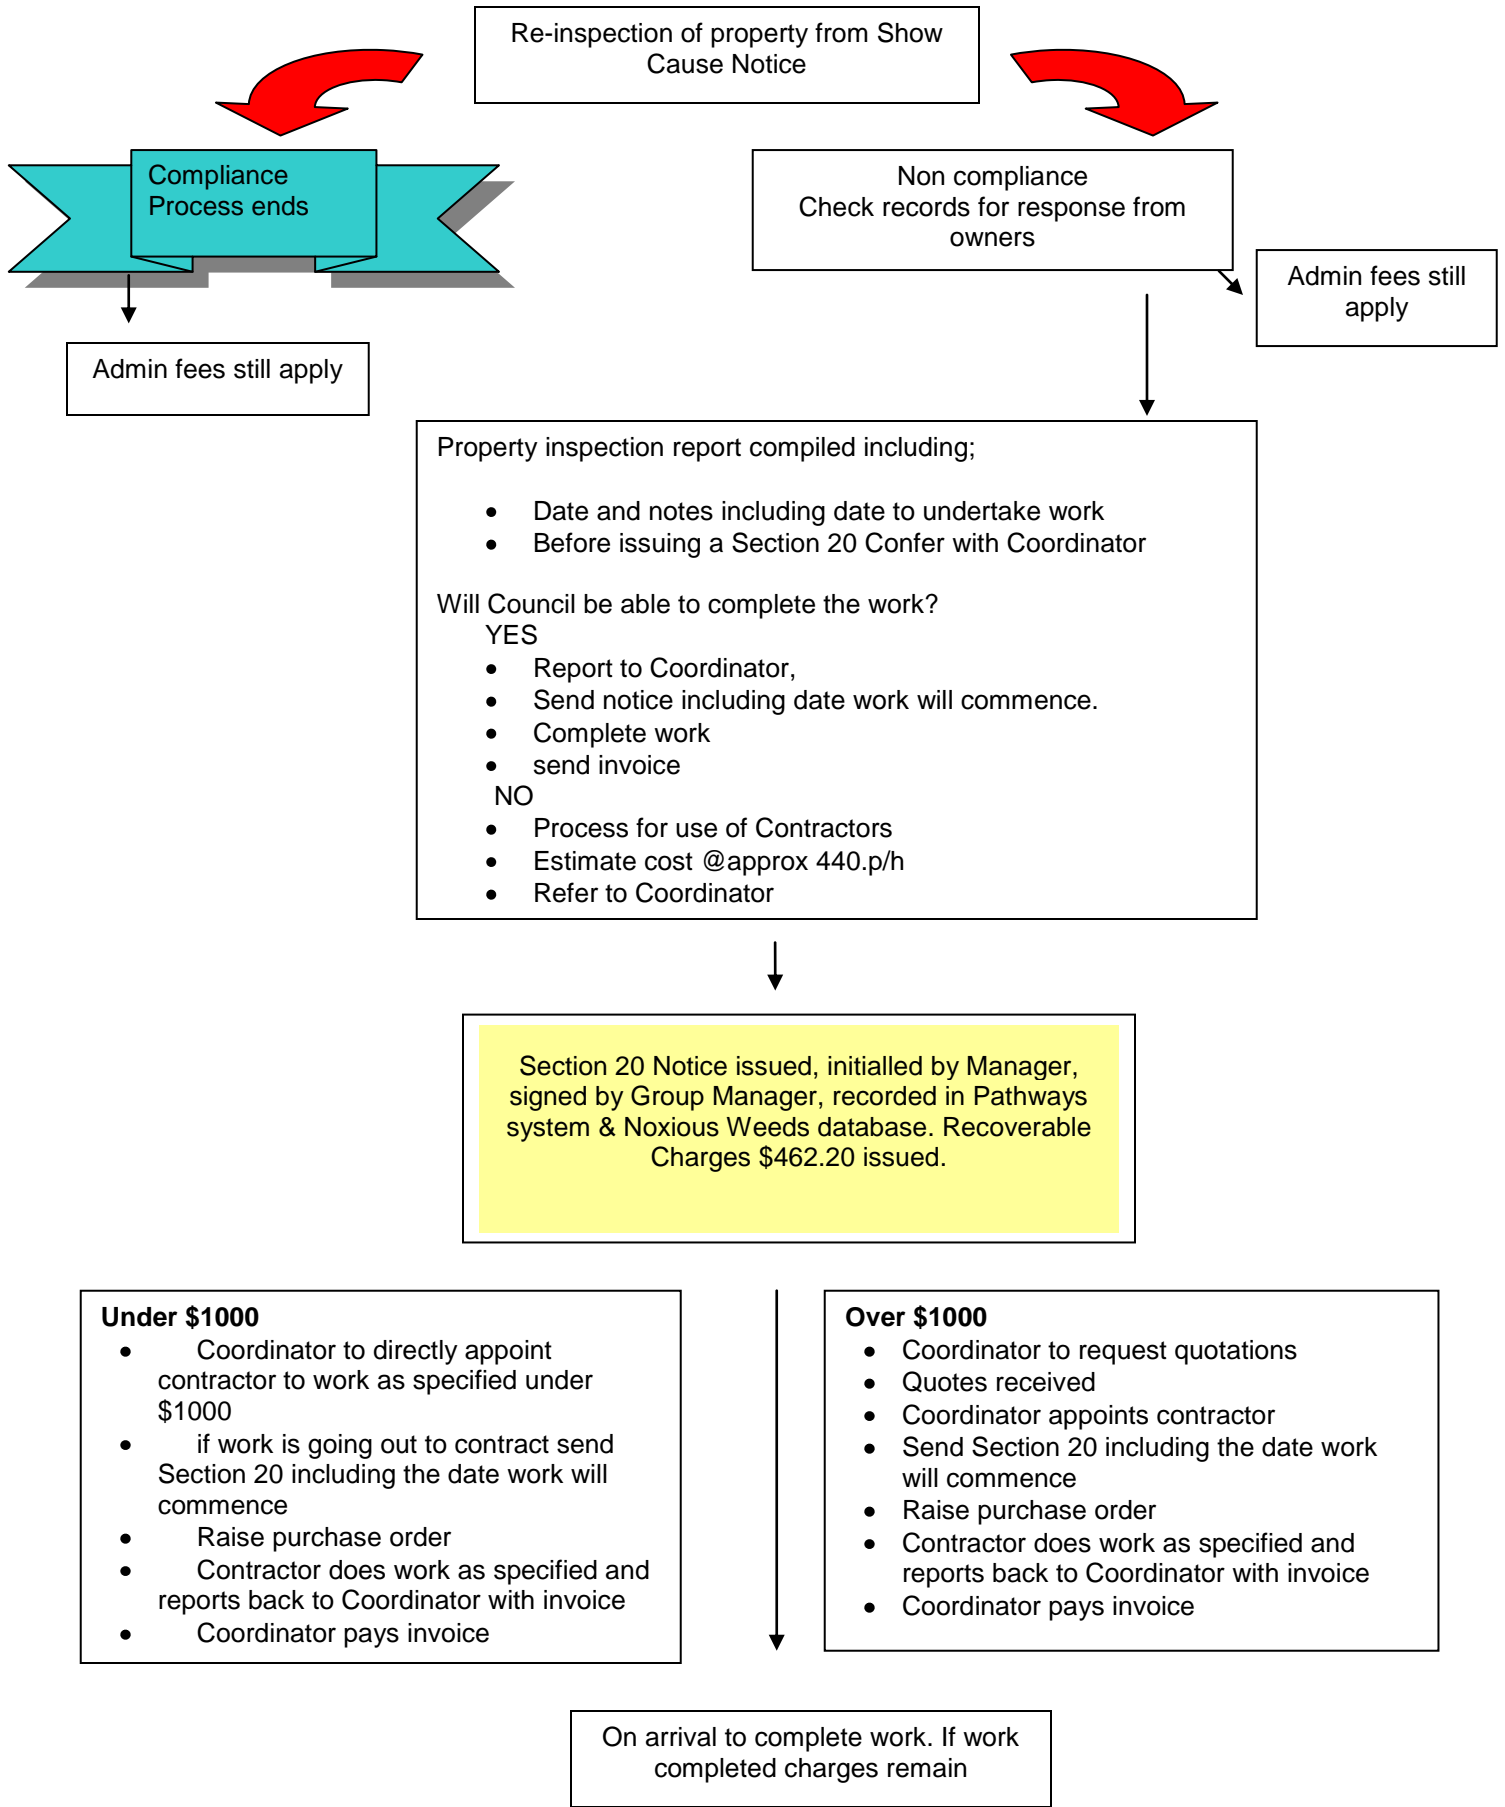 Re-inspection of property from Show
Cause Notice
Compliance
Process ends
Non compliance
Check records for response from
owners
Admin fees still
apply
Admin fees still apply
Property inspection report compiled including;
• Date and notes including date to undertake work
• Before issuing a Section 20 Confer with Coordinator
Will Council be able to complete the work?
YES
• Report to Coordinator,
• Send notice including date work will commence.
• Complete work
• send invoice
NO
• Process for use of Contractors
• Estimate cost @approx 440.p/h
• Refer to Coordinator
Section 20 Notice issued, initialled by Manager,
signed by Group Manager, recorded in Pathways
system & Noxious Weeds database. Recoverable
Charges $462.20 issued.
Under $1000
• Coordinator to directly appoint
contractor to work as specified under
$1000
• if work is going out to contract send
Section 20 including the date work will
commence
• Raise purchase order
• Contractor does work as specified and
reports back to Coordinator with invoice
• Coordinator pays invoice
Over $1000
• Coordinator to request quotations
• Quotes received
• Coordinator appoints contractor
• Send Section 20 including the date work
will commence
• Raise purchase order
• Contractor does work as specified and
reports back to Coordinator with invoice
• Coordinator pays invoice
On arrival to complete work. If work
completed charges remain